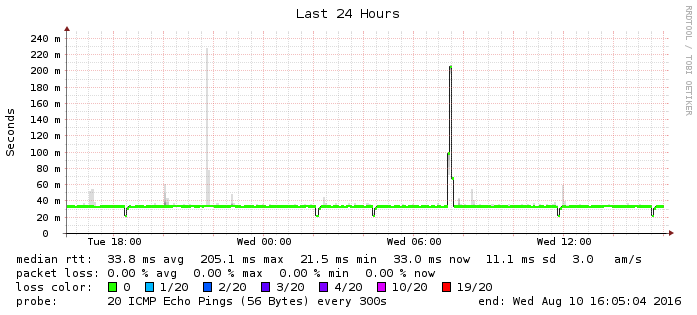 Last 24 Hours
RRDTOOL / TOBI OETIKER
Seconds
240 m
220 m
200 m
180 m
160 m
140 m
120 m
100 m
80 m
60 m
40 m
20 m
0
Tue 18:00 Wed 00:00 Wed 06:00 Wed 12:00
median rtt: 33.8 ms avg 205.1 ms max 21.5 ms min 33.0 ms now 11.1 ms sd 3.0 am/s
packet loss: 0.00 % avg 0.00 % max 0.00 % min 0.00 % now
loss color: 0 1/20 2/20 3/20 4/20 10/20 19/20
probe: 20 ICMP Echo Pings (56 Bytes) every 300s end: Wed Aug 10 16:05:04 2016